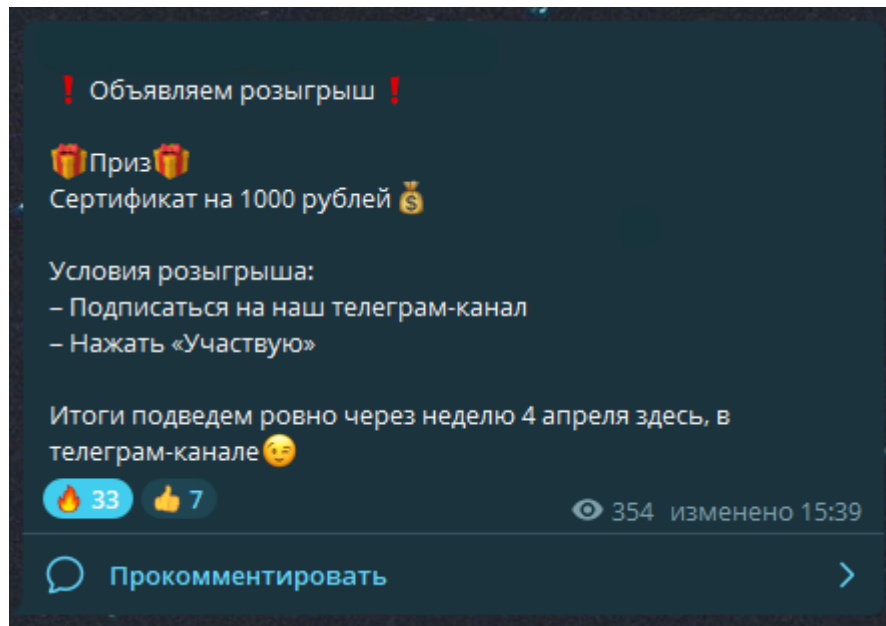 ❗ Объявляем розыгрыш ❗
🎁Приз🎁
Сертификат на 1000 рублей 💰
Условия розыгрыша:
– Подписаться на наш телеграм-канал
– Нажать «Участвую»
Итоги подведем ровно через неделю 4 апреля здесь, в
телеграм-канале😉
🔥 33 👍 7
354 изменено 15:39
Прокомментировать